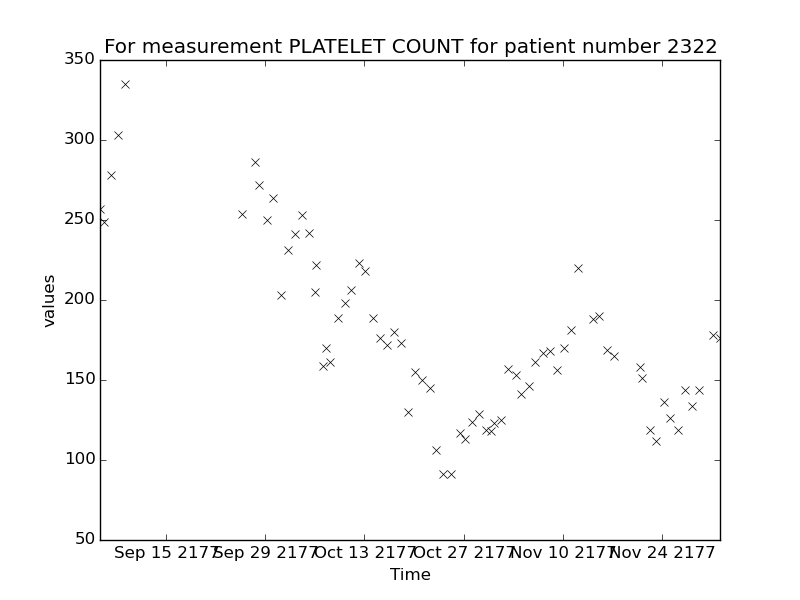 For measurement PLATELET COUNT for patient number 2322
350
300
250
200
150
100
50
values
Sep 15 2177 Sep 29 2177 Oct 13 2177 Oct 27 2177 Nov 10 2177 Nov 24 2177
Time